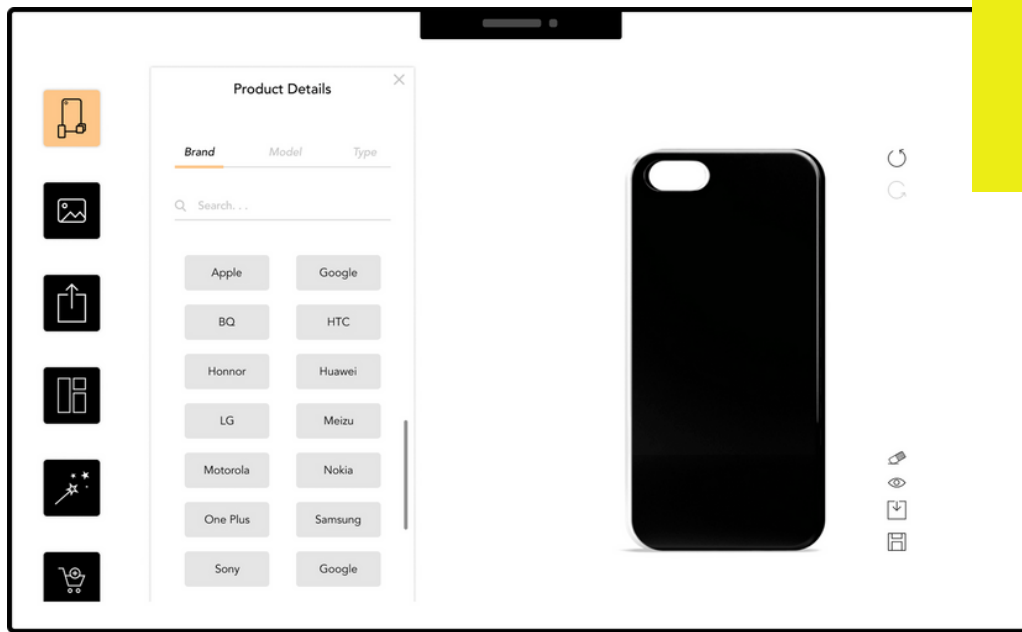 Product Details
Brand Model Type
Search...
Apple Google
BQ HTC
Honnor Huawei
LG Meizu
Motorola Nokia
One Plus Samsung
Sony Google